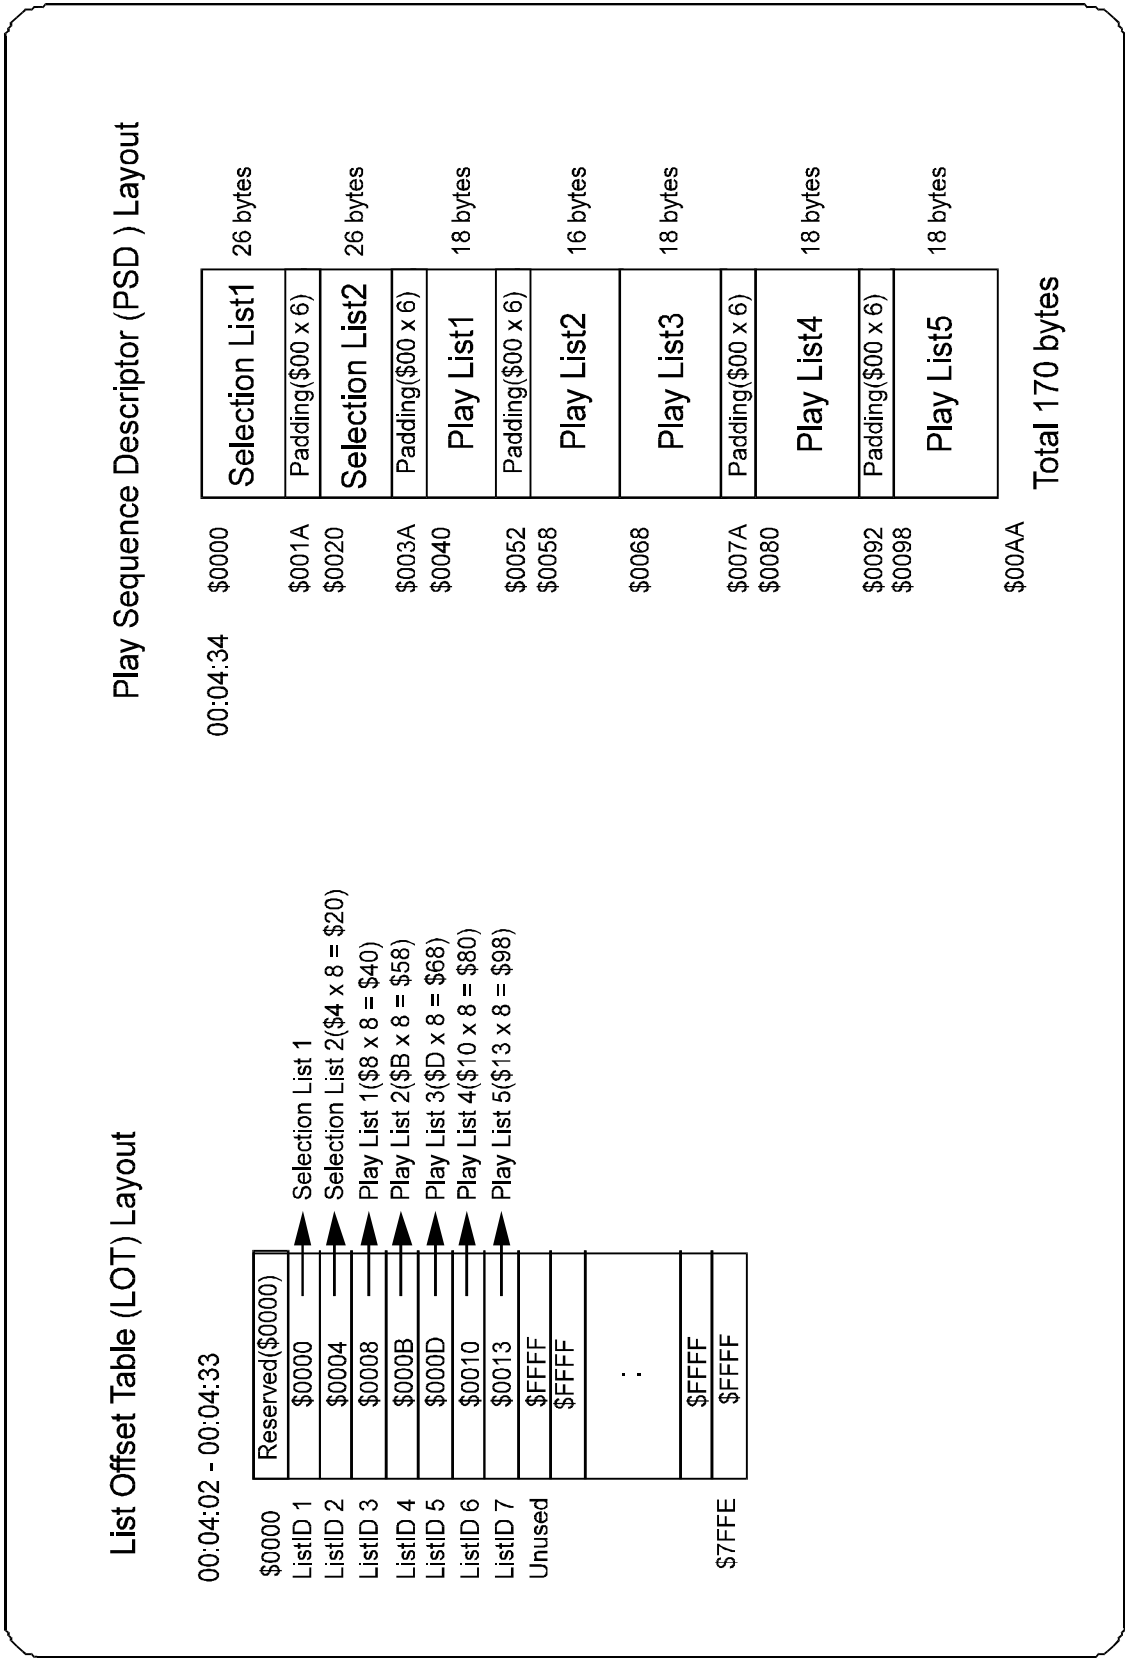 List Offset Table (LOT) Layout
00:04:02 - 00:04:33
$0000 Reserved($0000)
ListID 1 $0000 Selection List 1
ListID 2 $0004 Selection List 2($4 x 8 = $20)
ListID 3 $0008 Play List 1($8 x 8 = $40)
ListID 4 $000B Play List 2($B x 8 = $58)
ListID 5 $000D Play List 3($D x 8 = $68)
ListID 6 $0010 Play List 4($10 x 8 = $80)
ListID 7 $0013 Play List 5($13 x 8 = $98)
Unused $FFFF
$FFFF
:
$FFFF
$7FFE $FFFF
Play Sequence Descriptor (PSD ) Layout
00:04:34 $0000 Selection List1 26 bytes
$001A Padding($00 x 6)
$0020 Selection List2 26 bytes
$003A Padding($00 x 6)
$0040 Play List1 18 bytes
$0052 Padding($00 x 6)
$0058 Play List2 16 bytes
$0068 Play List3 18 bytes
$007A Padding($00 x 6)
$0080 Play List4 18 bytes
$0092 Padding($00 x 6)
$0098 Play List5 18 bytes
$00AA
Total 170 bytes